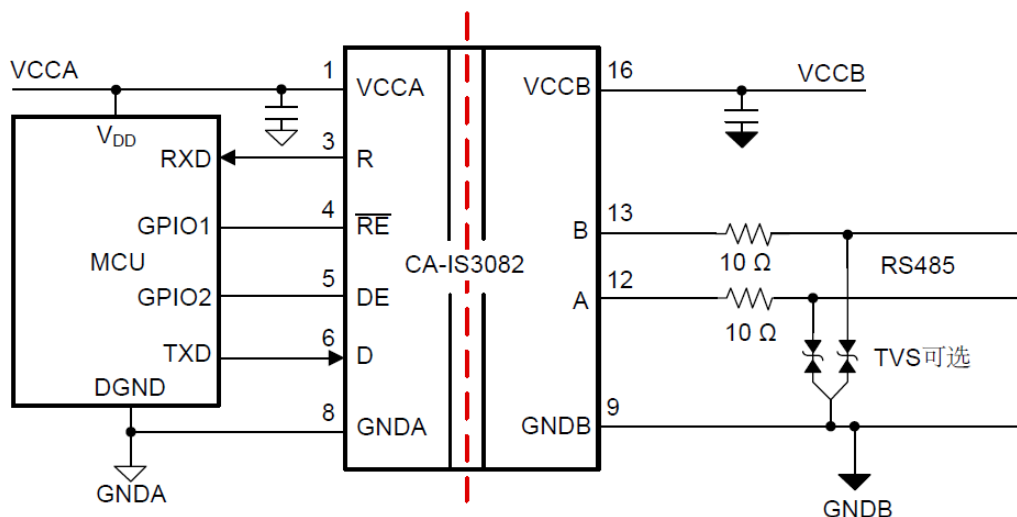 VCCA
1
VCCA
VDD
RXD
3
R
GPIO1
4
RE
MCU
GPIO2
5
DE
TXD
6
D
DGND
8
GNDA
GNDA
CA-IS3082
16
VCCB
VCCB
13
B
10 Ω
RS485
12
A
10 Ω
TVS可选
9
GNDB
GNDB